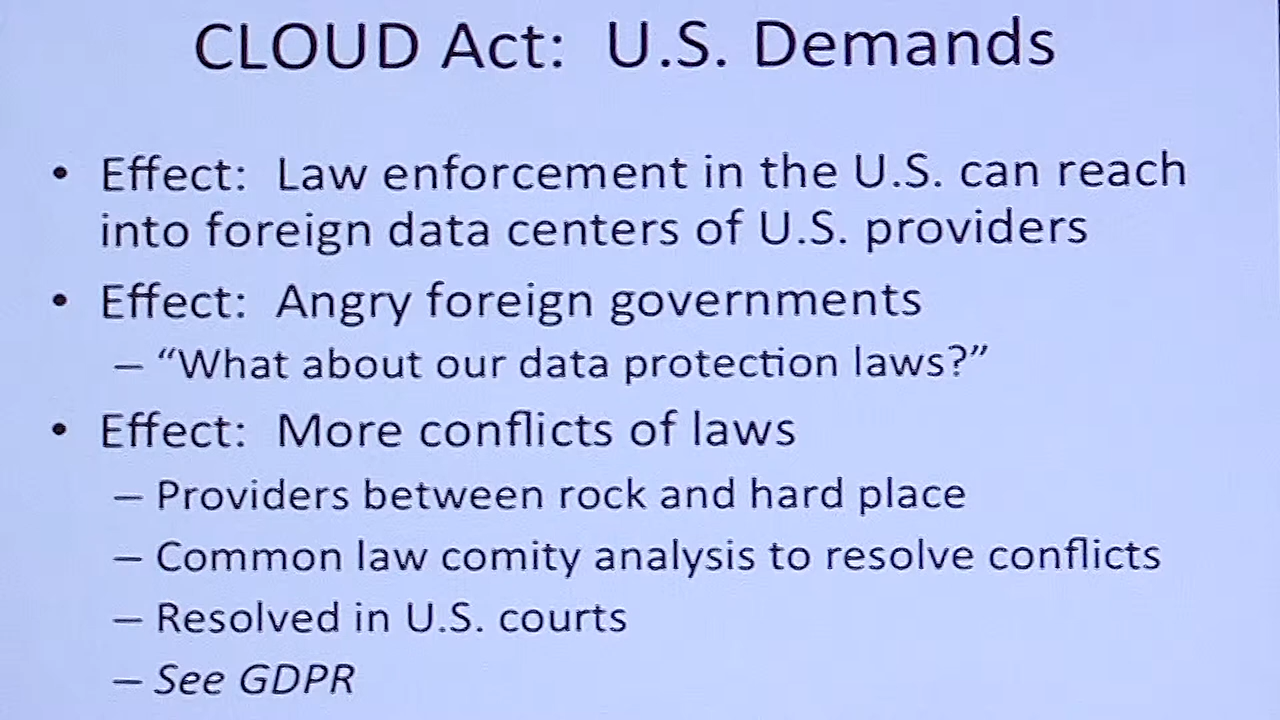 CLOUD Act: U.S. Demands
• Effect: Law enforcement in the U.S. can reach
into foreign data centers of U.S. providers
• Effect: Angry foreign governments
– “What about our data protection laws?”
• Effect: More conflicts of laws
– Providers between rock and hard place
– Common law comity analysis to resolve conflicts
– Resolved in U.S. courts
– See GDPR